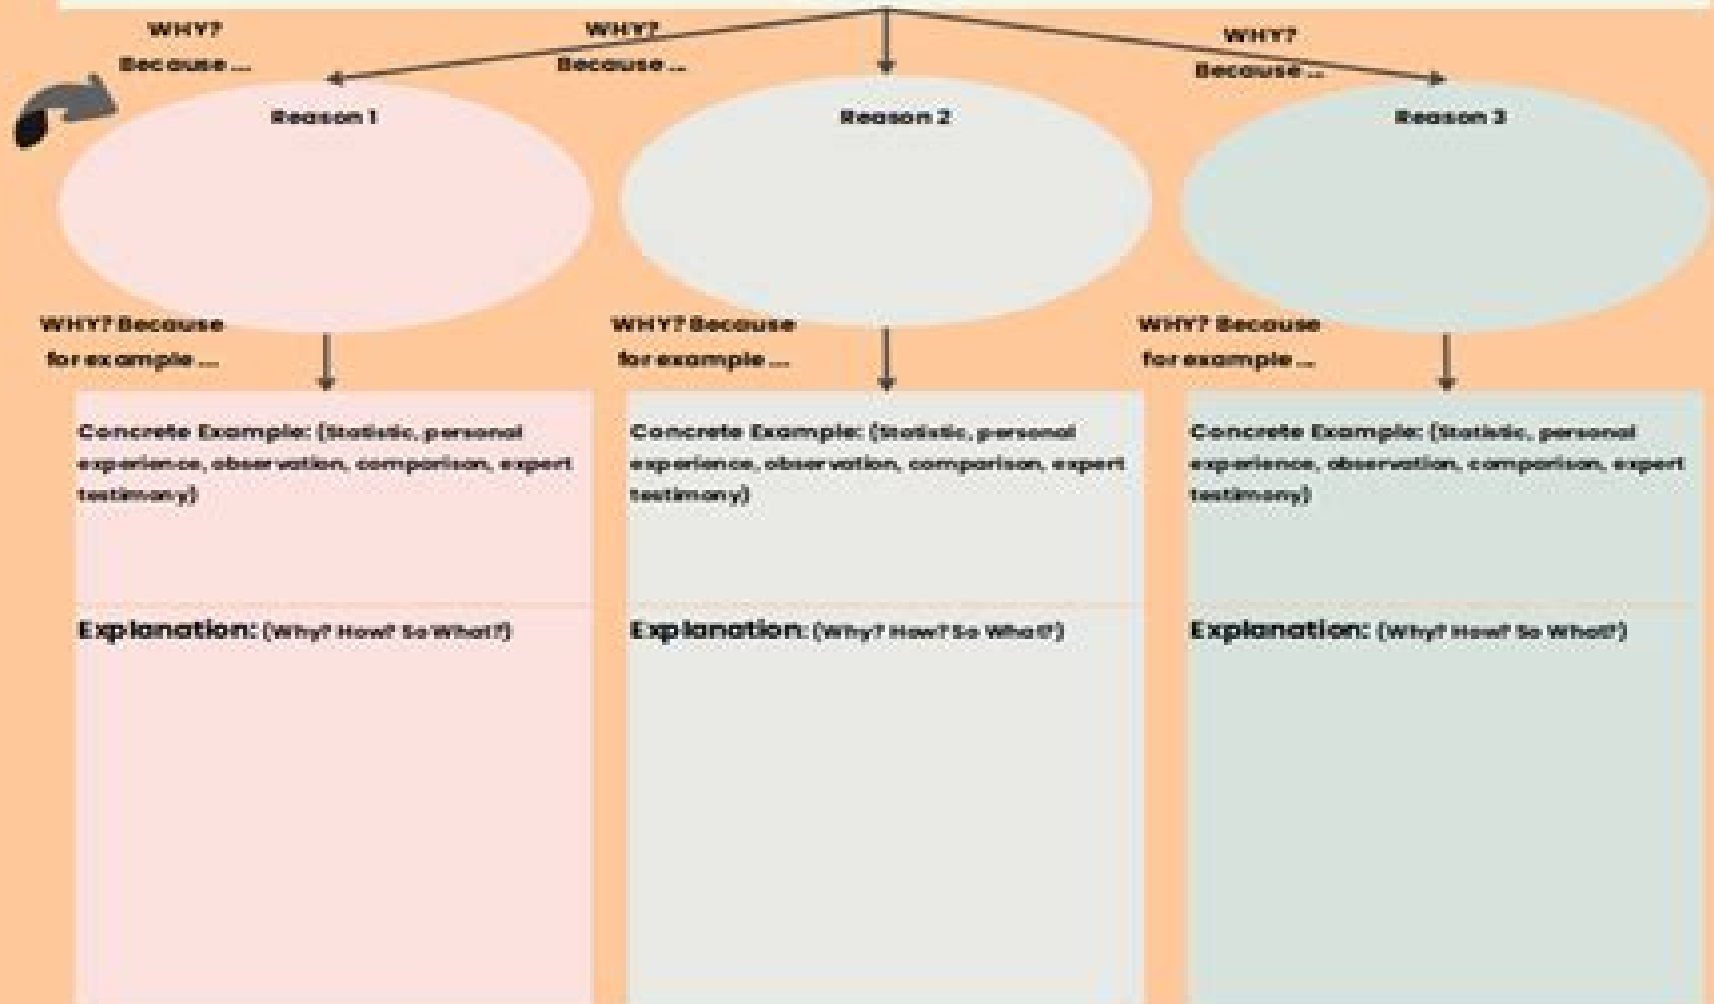 WHY?
Because ...
WHY?
Because ...
WHY?
Because ...
Reason 1
Reason 2
Reason 3
WHY? Because
for example ...
WHY? Because
for example ...
WHY? Because
for example ...
Concrete Example: (Statistic, personal
experience, observation, comparison, expert
testimony)
Explanation: (Why? How? So What?)
Concrete Example: (Statistic, personal
experience, observation, comparison, expert
testimony)
Explanation: (Why? How? So What?)
Concrete Example: (Statistic, personal
experience, observation, comparison, expert
testimony)
Explanation: (Why? How? So What?)